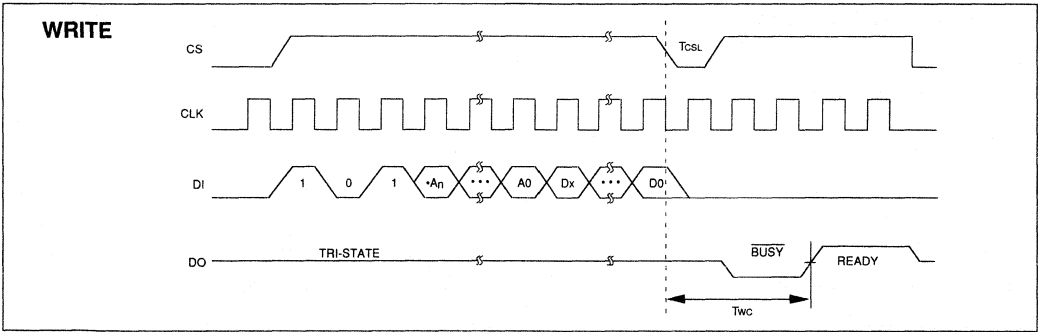 WRITE
CS
TCSL
CLK
DI
1 0 1 •An • • • A0 Dx • • • D0
DO
TRI-STATE
BUSY
READY
TWC